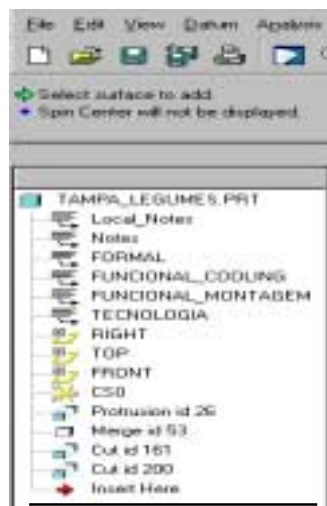 File Edit View Datum Analysis
Select surface to add.
Spin Center will not be displayed.
TAMPA_LEGUMES.PRT
Local_Notes
Notes
FORMAL
FUNCIONAL_COOLING
FUNCIONAL_MONTAGEM
TECNOLOGIA
RIGHT
TOP
FRONT
CS0
Protrusion id 26
Merge id 53
Cut id 161
Cut id 200
Insert Here